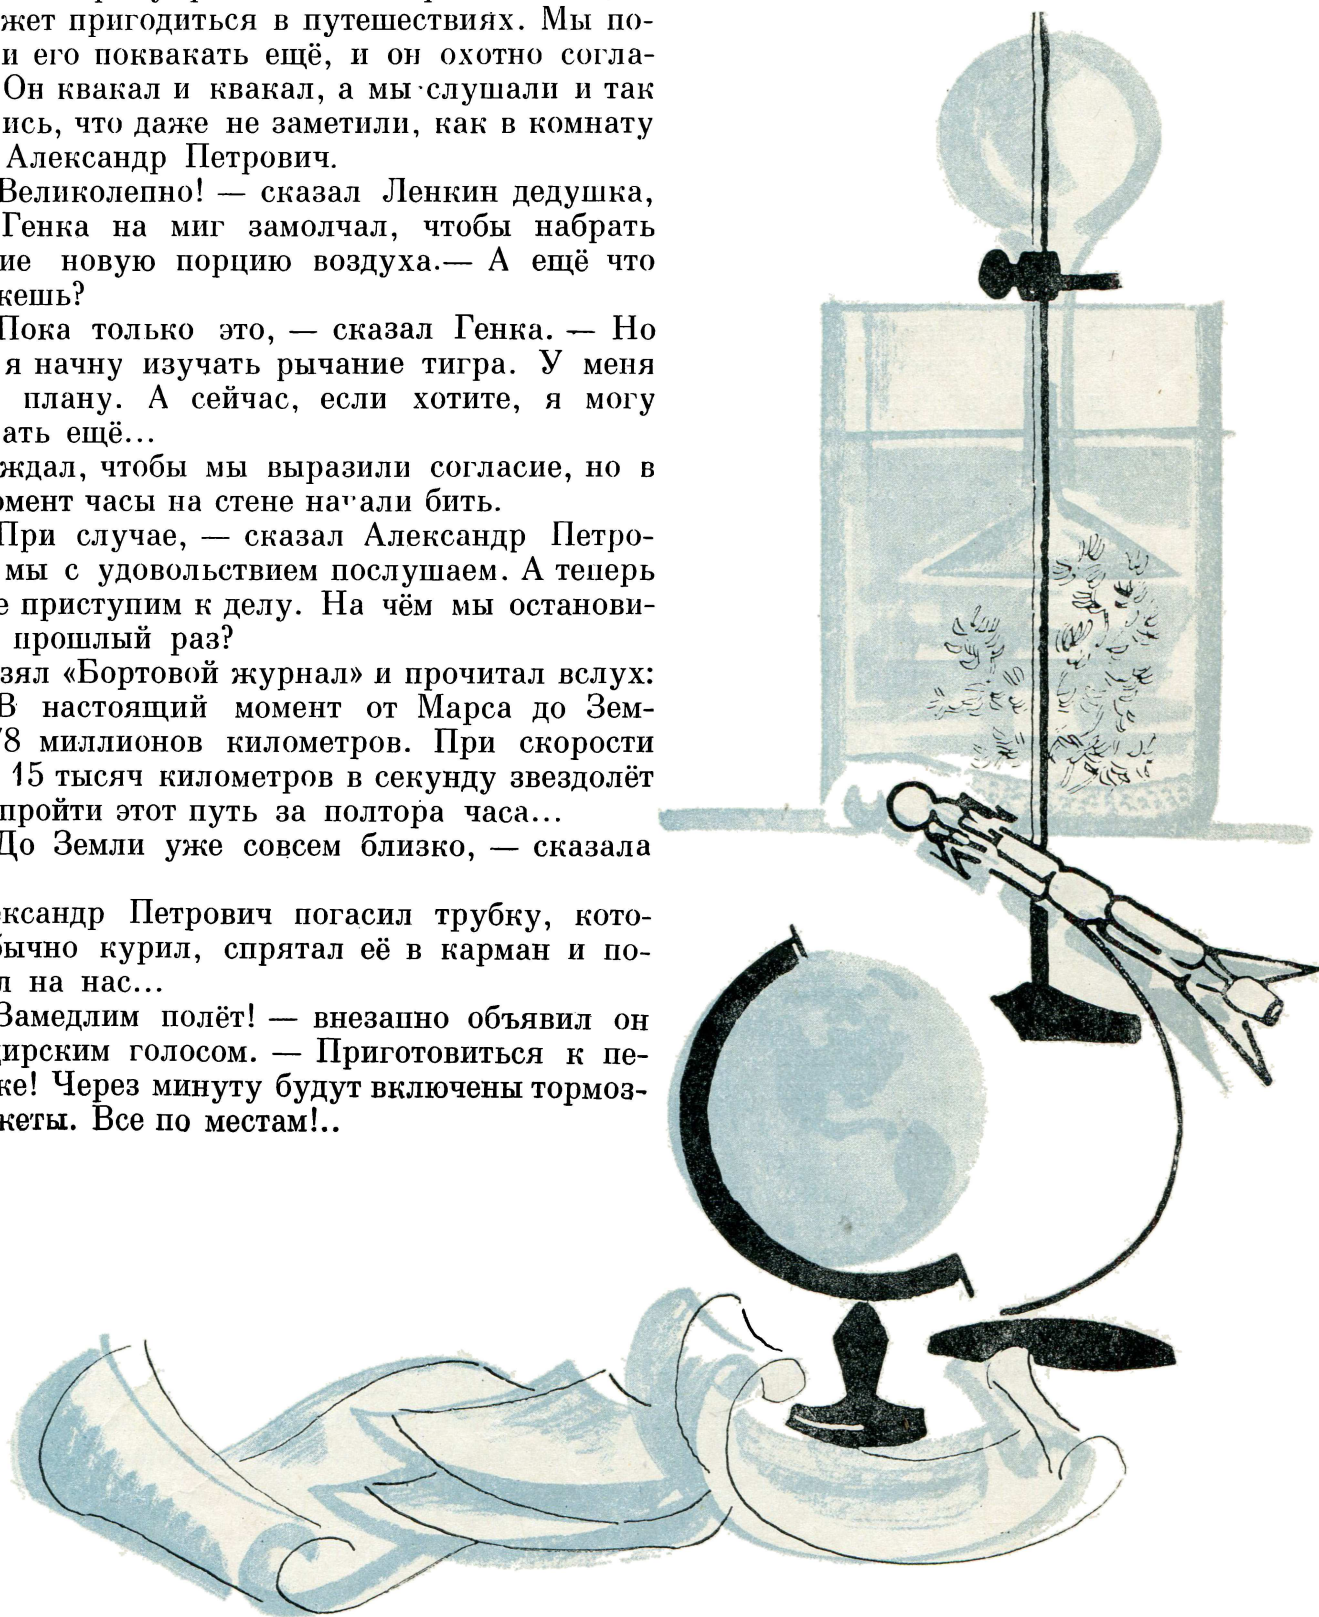 жет пригодиться в путешествиях. Мы по-
и его поквакать ещё, и он охотно согла-
Он квакал и квакал, а мы слушали и так
ись, что даже не заметили, как в комнату
Александр Петрович.
Великолепно! — сказал Ленкин дедушка,
Генка на миг замолчал, чтобы набрать
ие новую порцию воздуха.— А ещё что
жешь?
Пока только это, — сказал Генка. — Но
я начну изучать рычание тигра. У меня
плану. А сейчас, если хотите, я могу
ать ещё...
ждал, чтобы мы выразили согласие, но в
омент часы на стене начали бить.
При случае, — сказал Александр Петро-
мы с удовольствием послушаем. А теперь
е приступим к делу. На чём мы останови-
прошлый раз?
зял «Бортовой журнал» и прочитал вслух:
В настоящий момент от Марса до Зем-
78 миллионов километров. При скорости
15 тысяч километров в секунду звездолёт
пройти этот путь за полтора часа...
До Земли уже совсем близко, — сказала
ександр Петрович погасил трубку, кото-
бычно курил, спрятал её в карман и по-
л на нас...
Замедлим полёт! — внезапно объявил он
дирским голосом. — Приготовиться к пе-
ке! Через минуту будут включены тормоз-
кеты. Все по местам!..